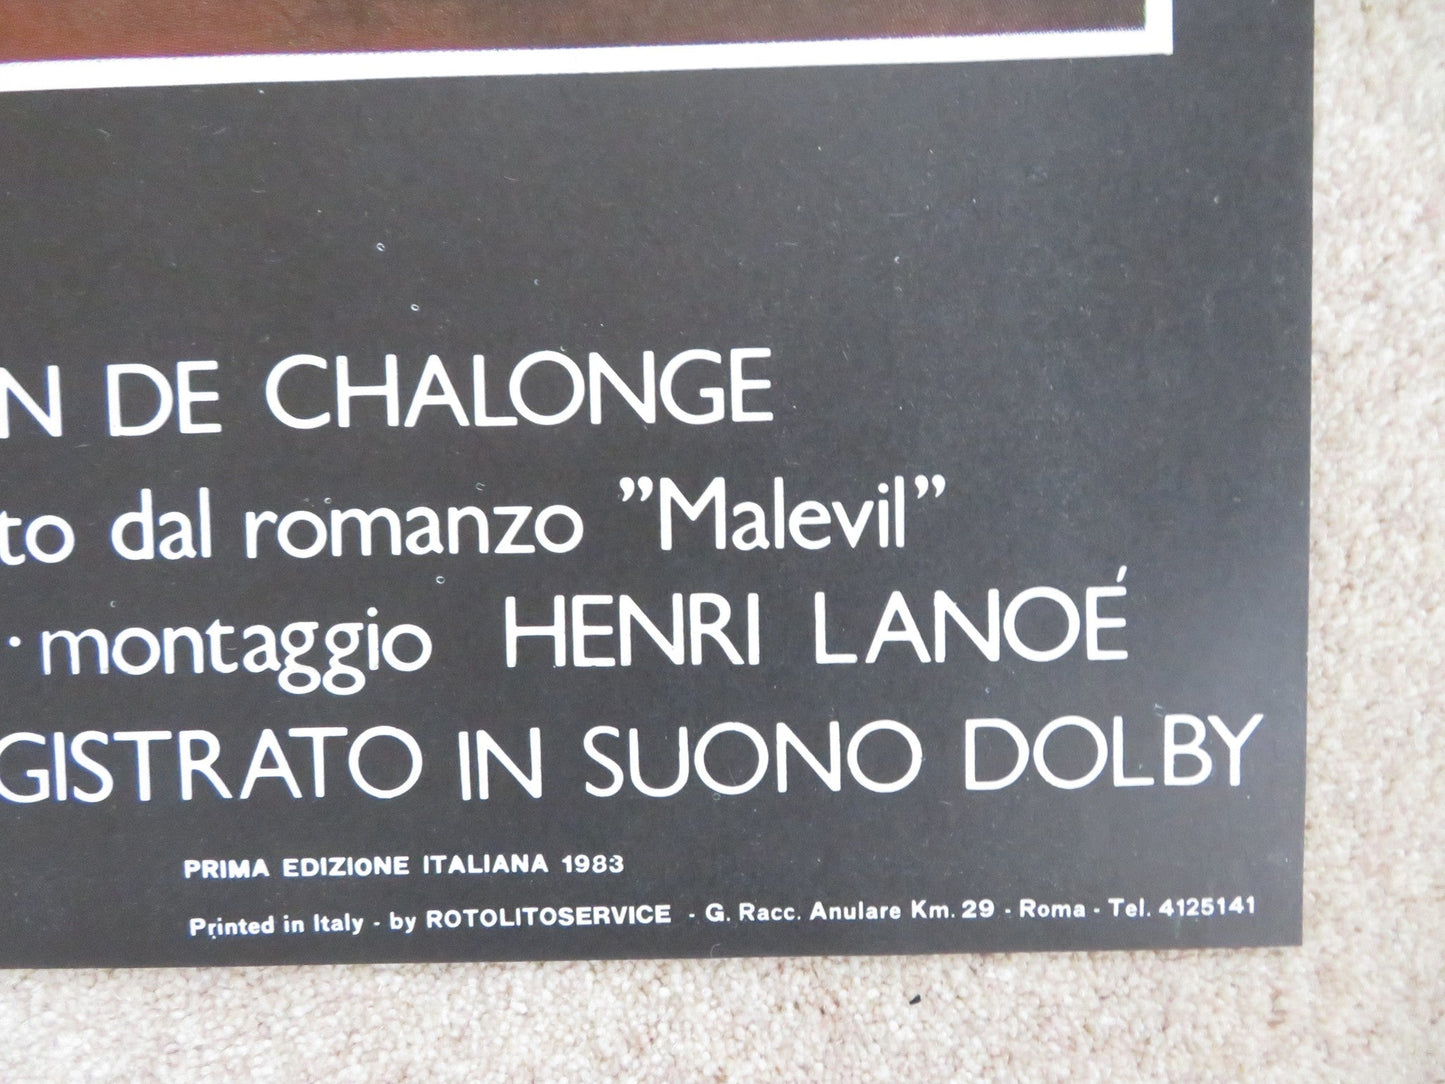 N DE CHALONGE
to dal romanzo ”Malevil”
· montaggio HENRI LANOÉ
GISTRATO IN SUONO DOLBY
PRIMA EDIZIONE ITALIANA 1983
Printed in Italy - by ROTOLITOSERVICE - G. Racc. Anulare Km. 29 - Roma - Tel. 4125141